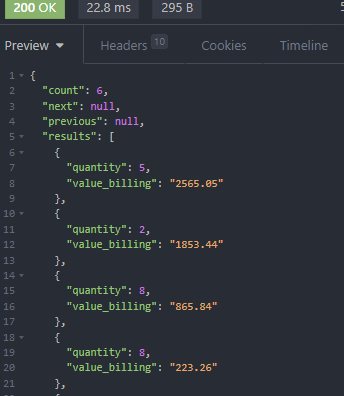 200 OK 22.8 ms 295 B
Preview Headers 10 Cookies Timeline
1 {
2 "count": 6,
3 "next": null,
4 "previous": null,
5 "results": [
6 {
7 "quantity": 5,
8 "value_billing": "2565.05"
9 },
10 {
11 "quantity": 2,
12 "value_billing": "1853.44"
13 },
14 {
15 "quantity": 8,
16 "value_billing": "865.84"
17 },
18 {
19 "quantity": 8,
20 "value_billing": "223.26"
21 },